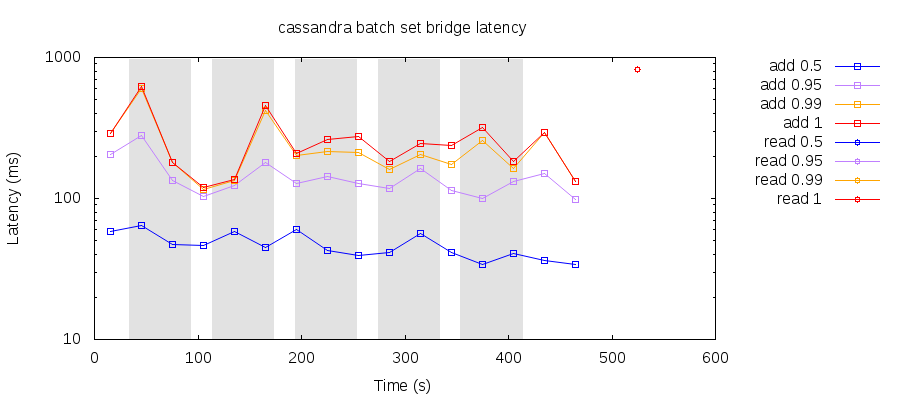 cassandra batch set bridge latency
Latency (ms)
1000
100
10
0 100 200 300 400 500 600
Time (s)
add 0.5
add 0.95
add 0.99
add 1
read 0.5
read 0.95
read 0.99
read 1